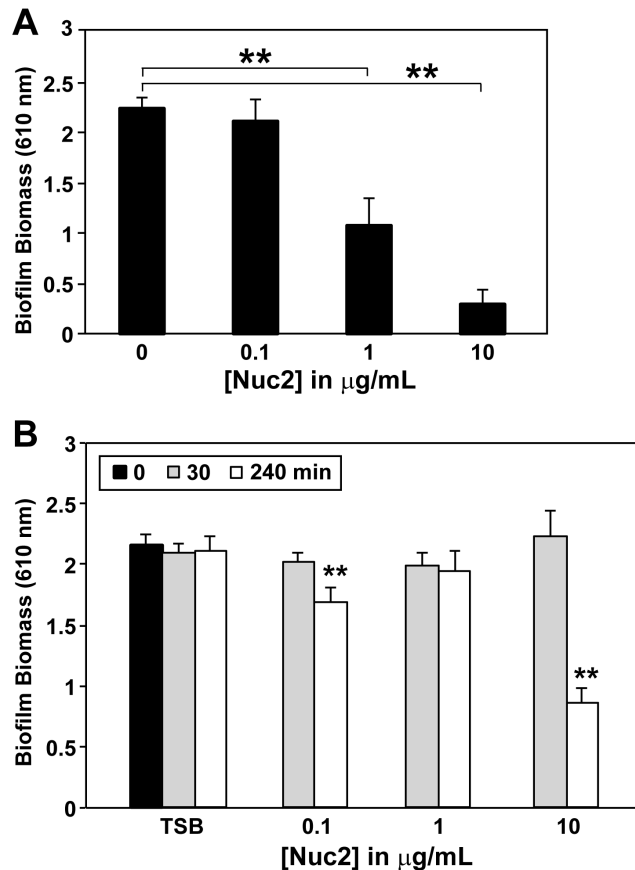 A
3
2.5
2
1.5
1
0.5
0
Biofilm Biomass (610 nm)
**
**
0 0.1 1 10
[Nuc2] in μg/mL
B
3
2.5
2
1.5
1
0.5
0
Biofilm Biomass (610 nm)
0 30 240 min
**
**
TSB 0.1 1 10
[Nuc2] in μg/mL